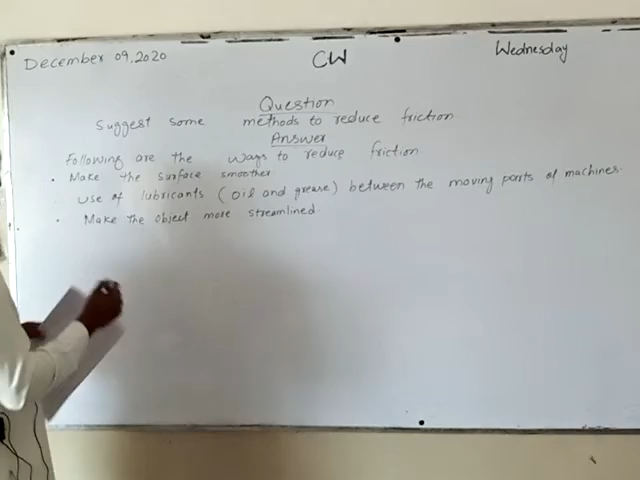 December 09, 2020 CW Wednesday
Question
Suggest some methods to reduce friction
Answer
Following are the ways to reduce friction.
• Make the surface smoother
use of lubricants (oil and grease) between the moving parts of machines.
• Make the object more streamlined.